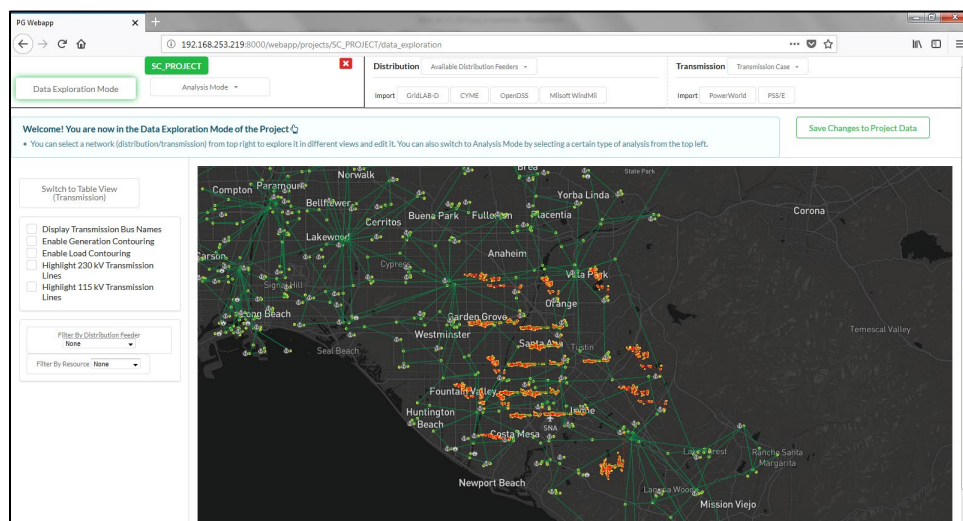 PG Webapp
192.168.253.219:8000/webapp/projects/SC_PROJECT/data_exploration
SC_PROJECT
Data Exploration Mode
Analysis Mode
Distribution Available Distribution Feeders
Import GridLAB-D CYME OpenDSS Milsoft WindMil
Transmission Transmission Case
Import PowerWorld PSS/E
Welcome! You are now in the Data Exploration Mode of the Project
• You can select a network (distribution/transmission) from top right to explore it in different views and edit it. You can also switch to Analysis Mode by selecting a certain type of analysis from the top left.
Save Changes to Project Data
Switch to Table View
(Transmission)
Display Transmission Bus Names
Enable Generation Contouring
Enable Load Contouring
Highlight 230 kV Transmission
Lines
Highlight 115 kV Transmission
Lines
Filter By Distribution Feeder
None
Filter By Resource None
Norwalk
Brea
State Park
Compton
Paramount
Bellflower
Yorba Linda
Cerritos
Buena Park
Fullerton
Placentia
Corona
Lakewood
Carson
Cypress
Anaheim
Villa Park
Signal Hill
Orange
Long Beach
Garden Grove
Westminster
Santa Ana
Tustin
Temescal Valley
Seal Beach
Fountain Valley
Huntington
Beach
Irvine
SNA
Costa Mesa
Lake Forest
Rancho Santa
Margarita
Newport Beach
Laguna Woods
Mission Viejo